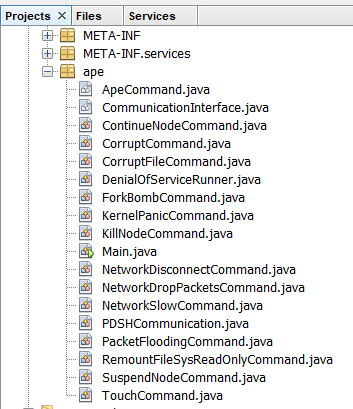 Projects × Files Services
META-INF
META-INF.services
ape
ApeCommand.java
CommunicationInterface.java
ContinueNodeCommand.java
CorruptCommand.java
CorruptFileCommand.java
DenialOfServiceRunner.java
ForkBombCommand.java
KernelPanicCommand.java
KillNodeCommand.java
Main.java
NetworkDisconnectCommand.java
NetworkDropPacketsCommand.java
NetworkSlowCommand.java
PDSHCommunication.java
PacketFloodingCommand.java
RemountFileSysReadOnlyCommand.java
SuspendNodeCommand.java
TouchCommand.java